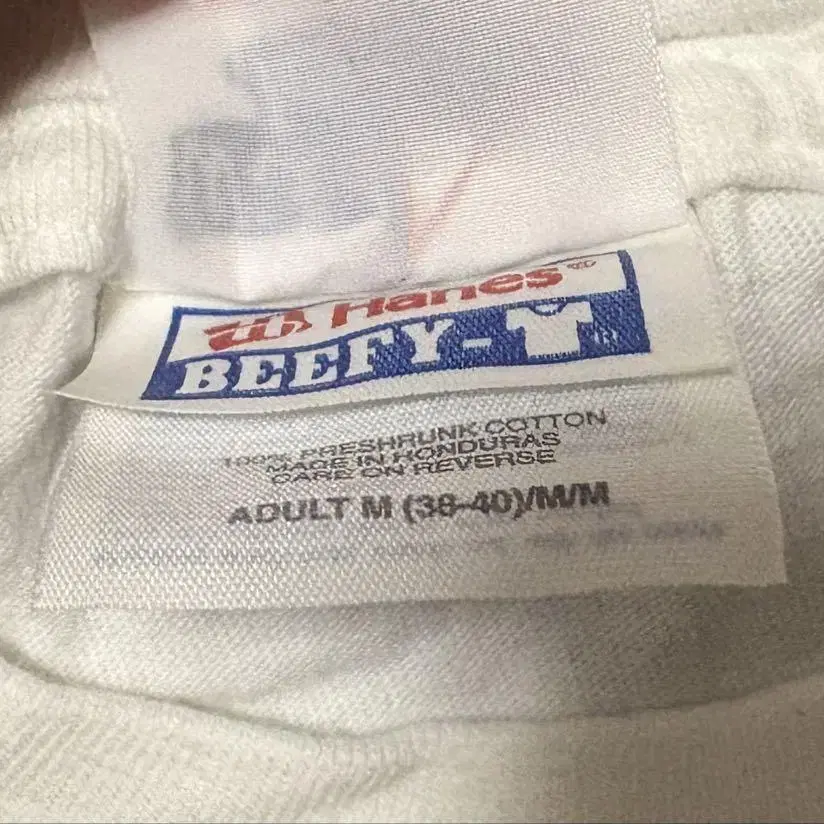 Hanes®
BEEFY-T®
100% PRESHRUNK COTTON
MADE IN HONDURAS
CARE ON REVERSE
ADULT M (38-40)/M/M